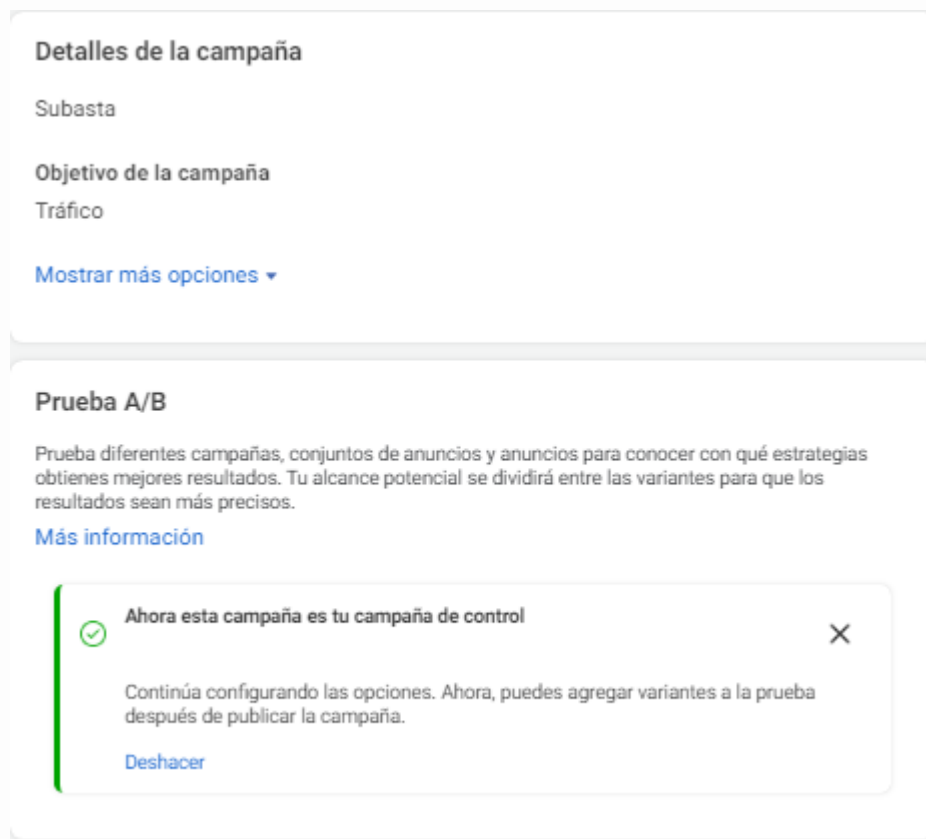 Detalles de la campaña
Subasta
Objetivo de la campaña
Tráfico
Mostrar más opciones
Prueba A/B
Prueba diferentes campañas, conjuntos de anuncios y anuncios para conocer con qué estrategias
obtienes mejores resultados. Tu alcance potencial se dividirá entre las variantes para que los
resultados sean más precisos.
Más información
Ahora esta campaña es tu campaña de control
Continúa configurando las opciones. Ahora, puedes agregar variantes a la prueba
después de publicar la campaña.
Deshacer